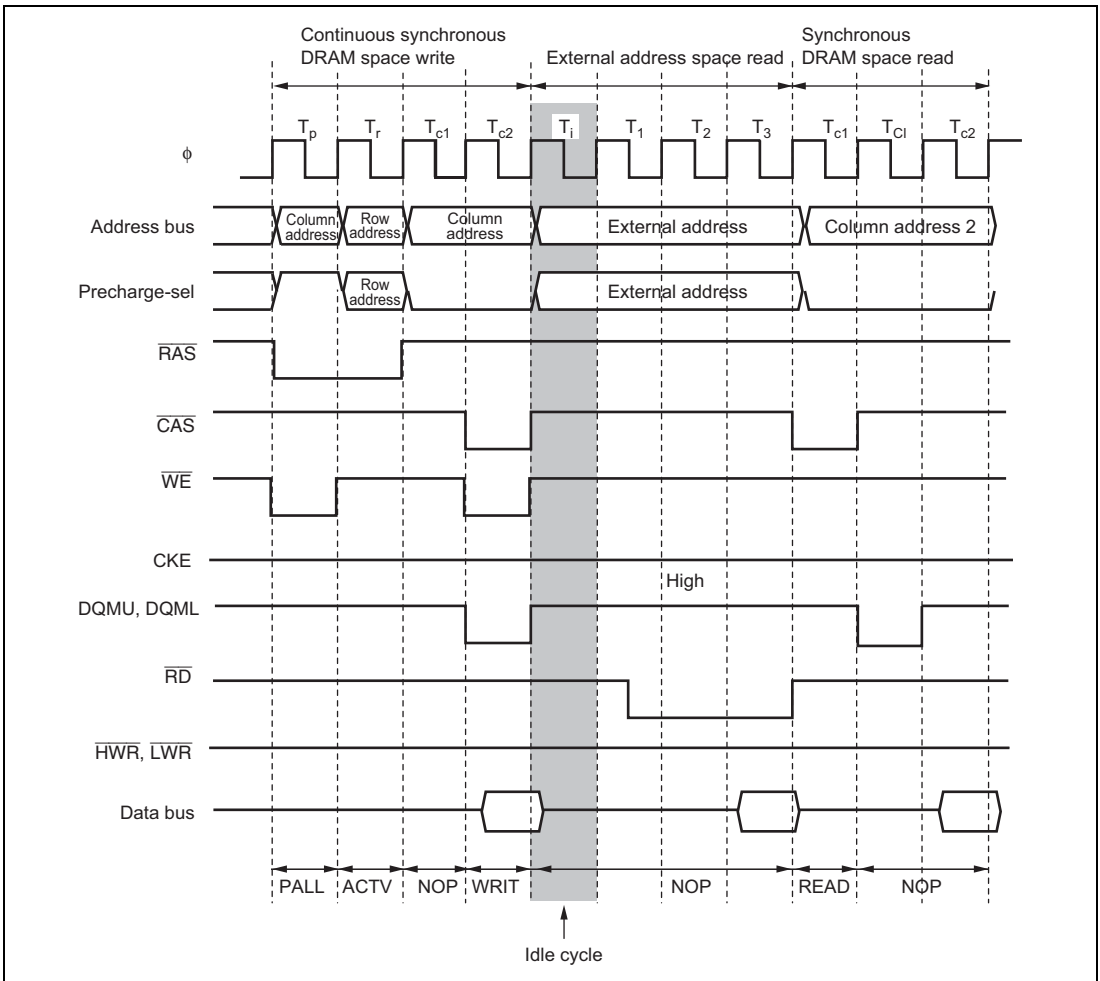 Continuous synchronous
DRAM space write
External address space read
Synchronous
DRAM space read
Tp Tr Tc1 Tc2 Ti T1 T2 T3 Tc1 TCl Tc2
ϕ
Address bus
Column
address
Row
address
Column
address
External address
Column address 2
Precharge-sel
Row
address
External address
RAS
CAS
WE
CKE
High
DQMU, DQML
RD
HWR, LWR
Data bus
PALL ACTV NOP WRIT NOP READ NOP
Idle cycle